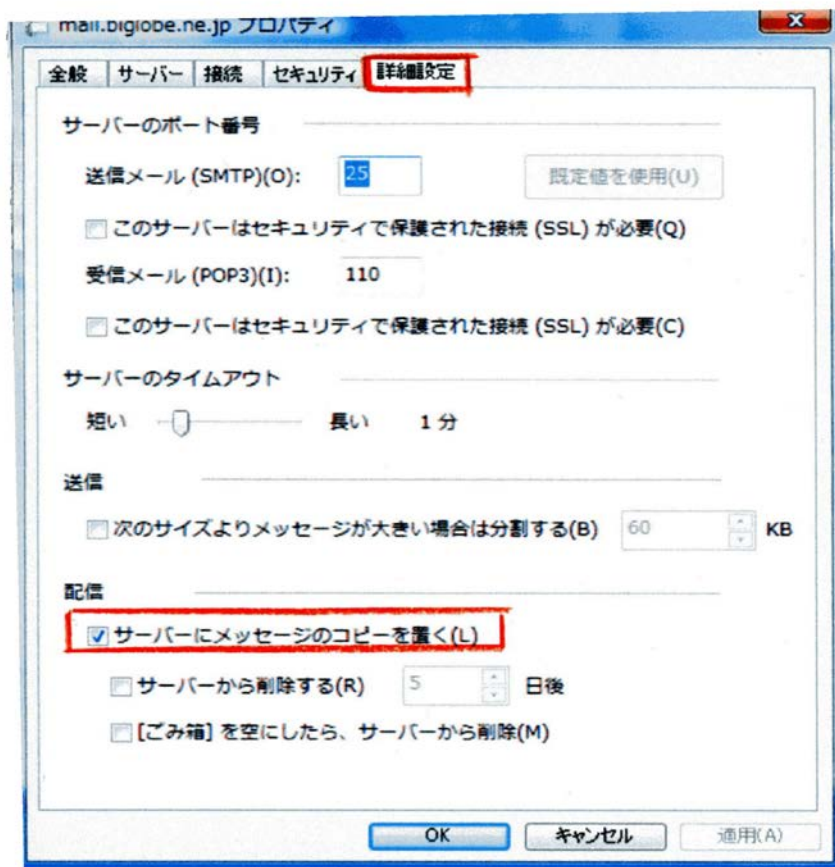 mail.biglobe.ne.jp プロパティ
全般 サーバー 接続 セキュリティ 詳細設定
サーバーのポート番号
送信メール (SMTP)(O): 25 既定値を使用(U)
このサーバーはセキュリティで保護された接続 (SSL) が必要(Q)
受信メール (POP3)(I): 110
このサーバーはセキュリティで保護された接続 (SSL) が必要(C)
サーバーのタイムアウト
短い 長い 1 分
送信
次のサイズよりメッセージが大きい場合は分割する(B) 60 KB
配信
サーバーにメッセージのコピーを置く(L)
サーバーから削除する(R) 5 日後
[ごみ箱] を空にしたら、サーバーから削除(M)
OK キャンセル 適用(A)